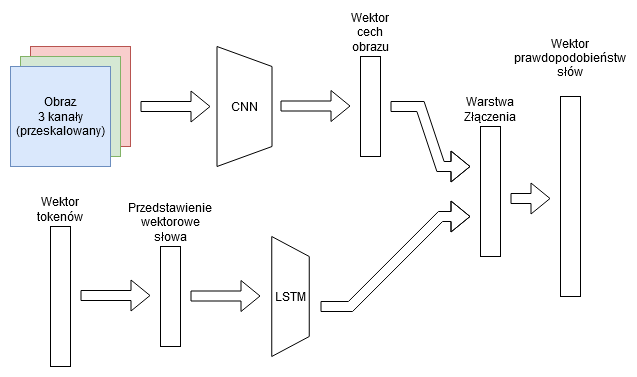 Obraz
3 kanały
(przeskalowany)
CNN
Wektor
cech
obrazu
Warstwa
Złączenia
Wektor
prawdopodobieństw
słów
Wektor
tokenów
Przedstawienie
wektorowe
słowa
LSTM